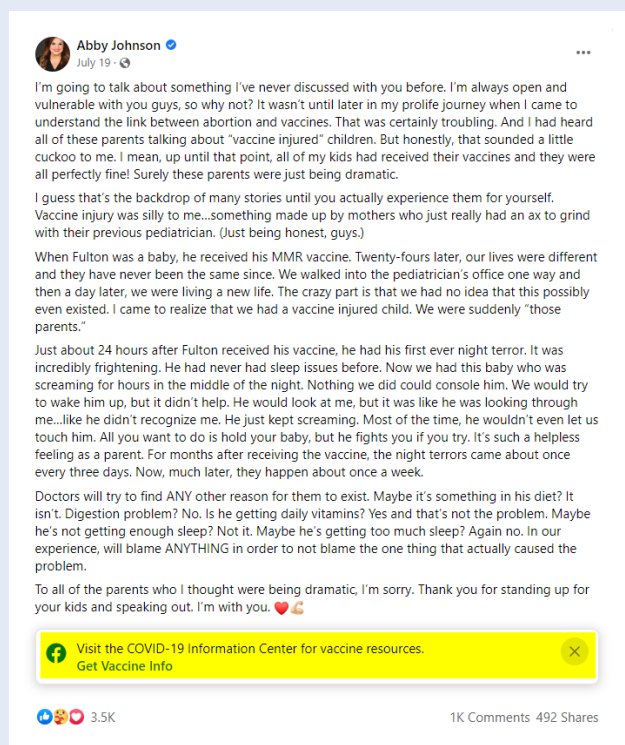 Abby Johnson
July 19 ·
I'm going to talk about something I've never discussed with you before. I'm always open and
vulnerable with you guys, so why not? It wasn't until later in my prolife journey when I came to
understand the link between abortion and vaccines. That was certainly troubling. And I had heard
all of these parents talking about "vaccine injured" children. But honestly, that sounded a little
cuckoo to me. I mean, up until that point, all of my kids had received their vaccines and they were
all perfectly fine! Surely these parents were just being dramatic.
I guess that's the backdrop of many stories until you actually experience them for yourself.
Vaccine injury was silly to me...something made up by mothers who just really had an ax to grind
with their previous pediatrician. (Just being honest, guys.)
When Fulton was a baby, he received his MMR vaccine. Twenty-fours later, our lives were different
and they have never been the same since. We walked into the pediatrician's office one way and
then a day later, we were living a new life. The crazy part is that we had no idea that this possibly
even existed. I came to realize that we had a vaccine injured child. We were suddenly "those
parents."
Just about 24 hours after Fulton received his vaccine, he had his first ever night terror. It was
incredibly frightening. He had never had sleep issues before. Now we had this baby who was
screaming for hours in the middle of the night. Nothing we did could console him. We would try
to wake him up, but it didn't help. He would look at me, but it was like he was looking through
me...like he didn't recognize me. He just kept screaming. Most of the time, he wouldn't even let us
touch him. All you want to do is hold your baby, but he fights you if you try. It's such a helpless
feeling as a parent. For months after receiving the vaccine, the night terrors came about once
every three days. Now, much later, they happen about once a week.
Doctors will try to find ANY other reason for them to exist. Maybe it's something in his diet? It
isn't. Digestion problem? No. Is he getting daily vitamins? Yes and that's not the problem. Maybe
he's not getting enough sleep? Not it. Maybe he's getting too much sleep? Again no. In our
experience, will blame ANYTHING in order to not blame the one thing that actually caused the
problem.
To all of the parents who I thought were being dramatic, I'm sorry. Thank you for standing up for
your kids and speaking out. I'm with you. ❤️💪🏼
Visit the COVID-19 Information Center for vaccine resources.
Get Vaccine Info
3.5K
1K Comments 492 Shares